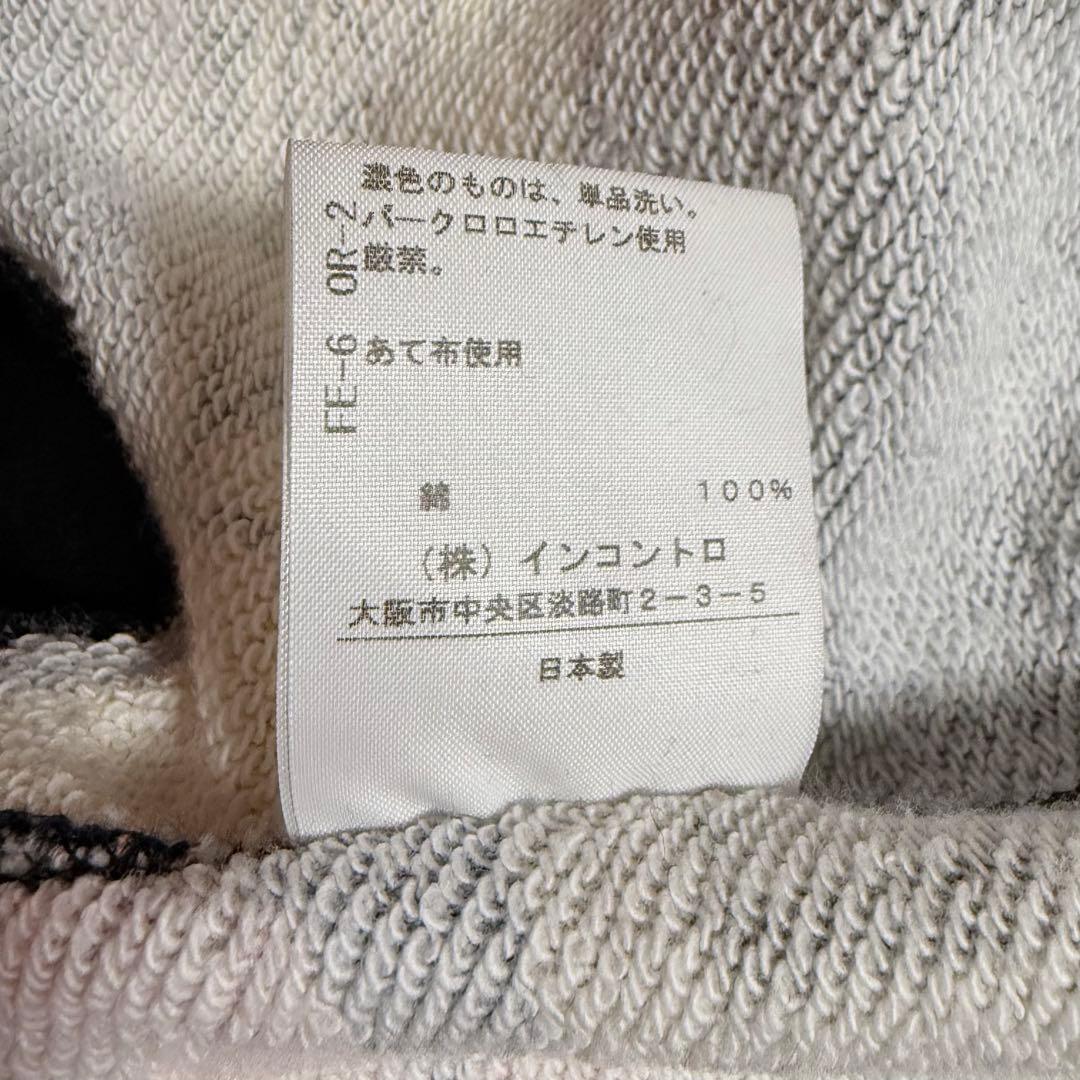 濃色のものは、単品洗い。
パークロロエチレン使用
厳禁。
あて布使用
FE-6 OR-2
綿 100%
(株)インコントロ
大阪市中央区淡路町2-3-5
日本製